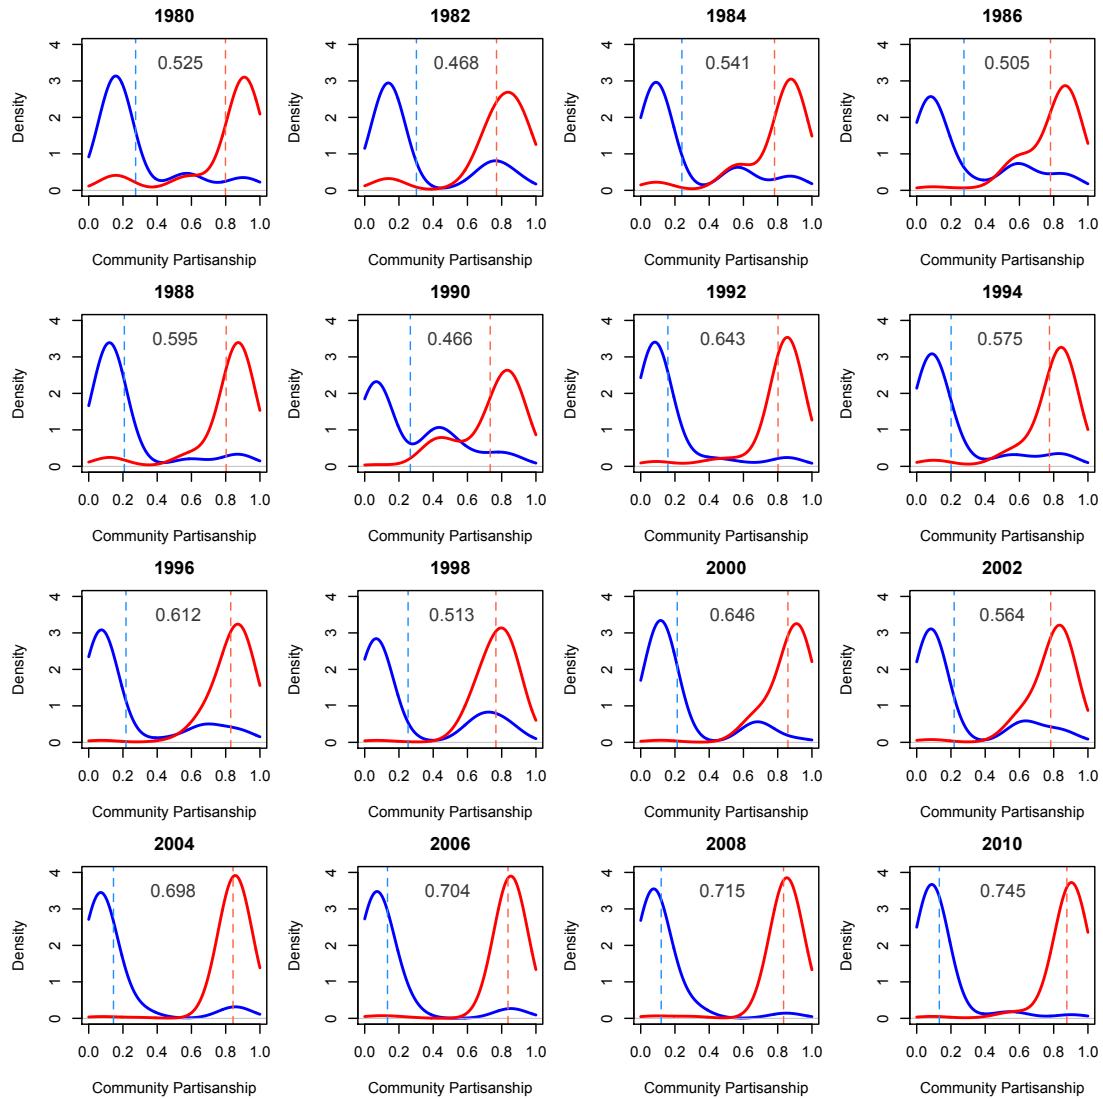 1980 1982 1984 1986
0.525 0.468 0.541 0.505
Density Density Density Density
0 1 2 3 4 0 1 2 3 4 0 1 2 3 4 0 1 2 3 4
0.0 0.2 0.4 0.6 0.8 1.0 0.0 0.2 0.4 0.6 0.8 1.0 0.0 0.2 0.4 0.6 0.8 1.0 0.0 0.2 0.4 0.6 0.8 1.0
Community Partisanship Community Partisanship Community Partisanship Community Partisanship
1988 1990 1992 1994
0.595 0.466 0.643 0.575
Density Density Density Density
0 1 2 3 4 0 1 2 3 4 0 1 2 3 4 0 1 2 3 4
0.0 0.2 0.4 0.6 0.8 1.0 0.0 0.2 0.4 0.6 0.8 1.0 0.0 0.2 0.4 0.6 0.8 1.0 0.0 0.2 0.4 0.6 0.8 1.0
Community Partisanship Community Partisanship Community Partisanship Community Partisanship
1996 1998 2000 2002
0.612 0.513 0.646 0.564
Density Density Density Density
0 1 2 3 4 0 1 2 3 4 0 1 2 3 4 0 1 2 3 4
0.0 0.2 0.4 0.6 0.8 1.0 0.0 0.2 0.4 0.6 0.8 1.0 0.0 0.2 0.4 0.6 0.8 1.0 0.0 0.2 0.4 0.6 0.8 1.0
Community Partisanship Community Partisanship Community Partisanship Community Partisanship
2004 2006 2008 2010
0.698 0.704 0.715 0.745
Density Density Density Density
0 1 2 3 4 0 1 2 3 4 0 1 2 3 4 0 1 2 3 4
0.0 0.2 0.4 0.6 0.8 1.0 0.0 0.2 0.4 0.6 0.8 1.0 0.0 0.2 0.4 0.6 0.8 1.0 0.0 0.2 0.4 0.6 0.8 1.0
Community Partisanship Community Partisanship Community Partisanship Community Partisanship